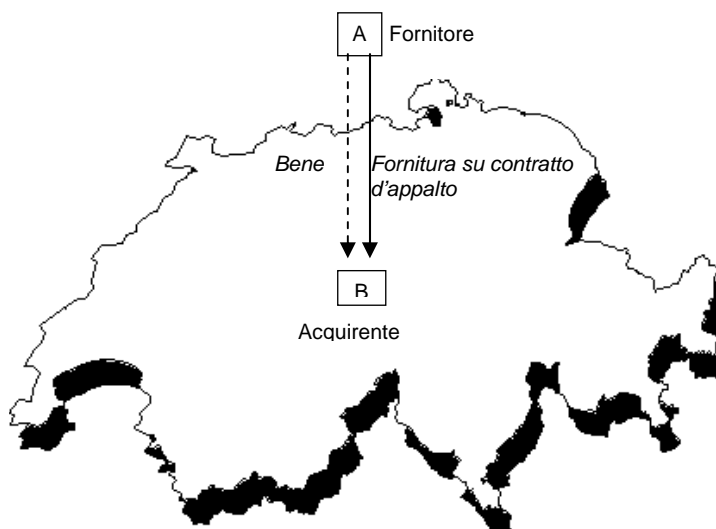 A Fornitore
Bene
Fornitura su contratto
d'appalto
B
Acquirente